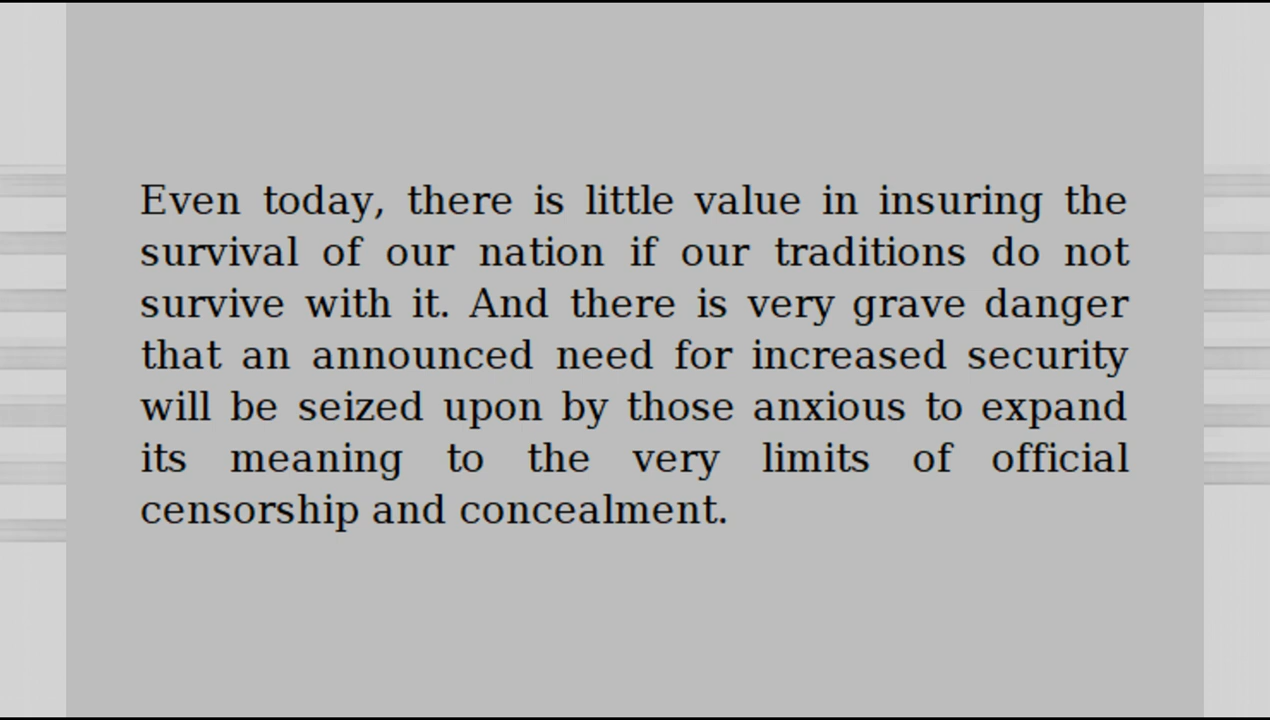 Even today, there is little value in insuring the
survival of our nation if our traditions do not
survive with it. And there is very grave danger
that an announced need for increased security
will be seized upon by those anxious to expand
its meaning to the very limits of official
censorship and concealment.